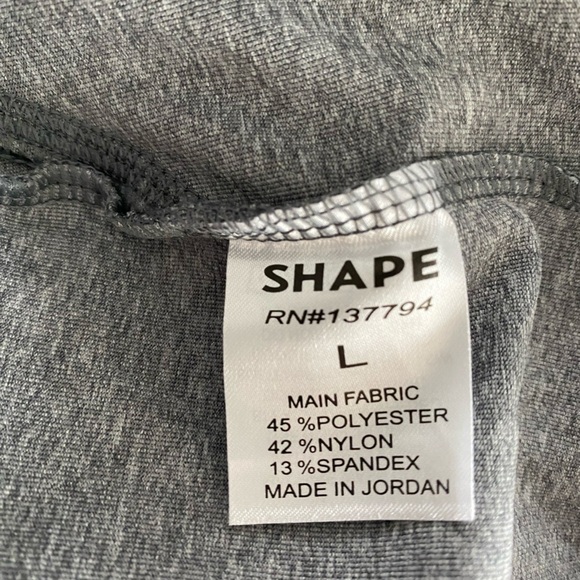 SHAPE
RN#137794
L
MAIN FABRIC
45 %POLYESTER
42 %NYLON
13 %SPANDEX
MADE IN JORDAN